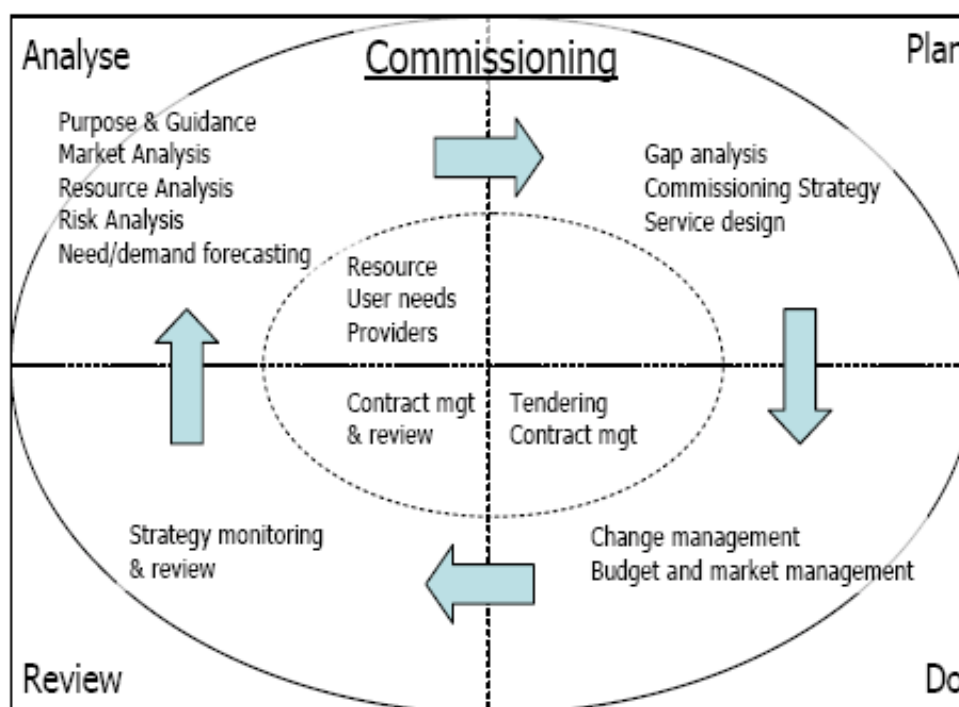 Analyse
Commissioning
Plan
Purpose & Guidance
Market Analysis
Resource Analysis
Risk Analysis
Need/demand forecasting
Gap analysis
Commissioning Strategy
Service design
Resource
User needs
Providers
Contract mgt
& review
Tendering
Contract mgt
Strategy monitoring
& review
Change management
Budget and market management
Review
Do